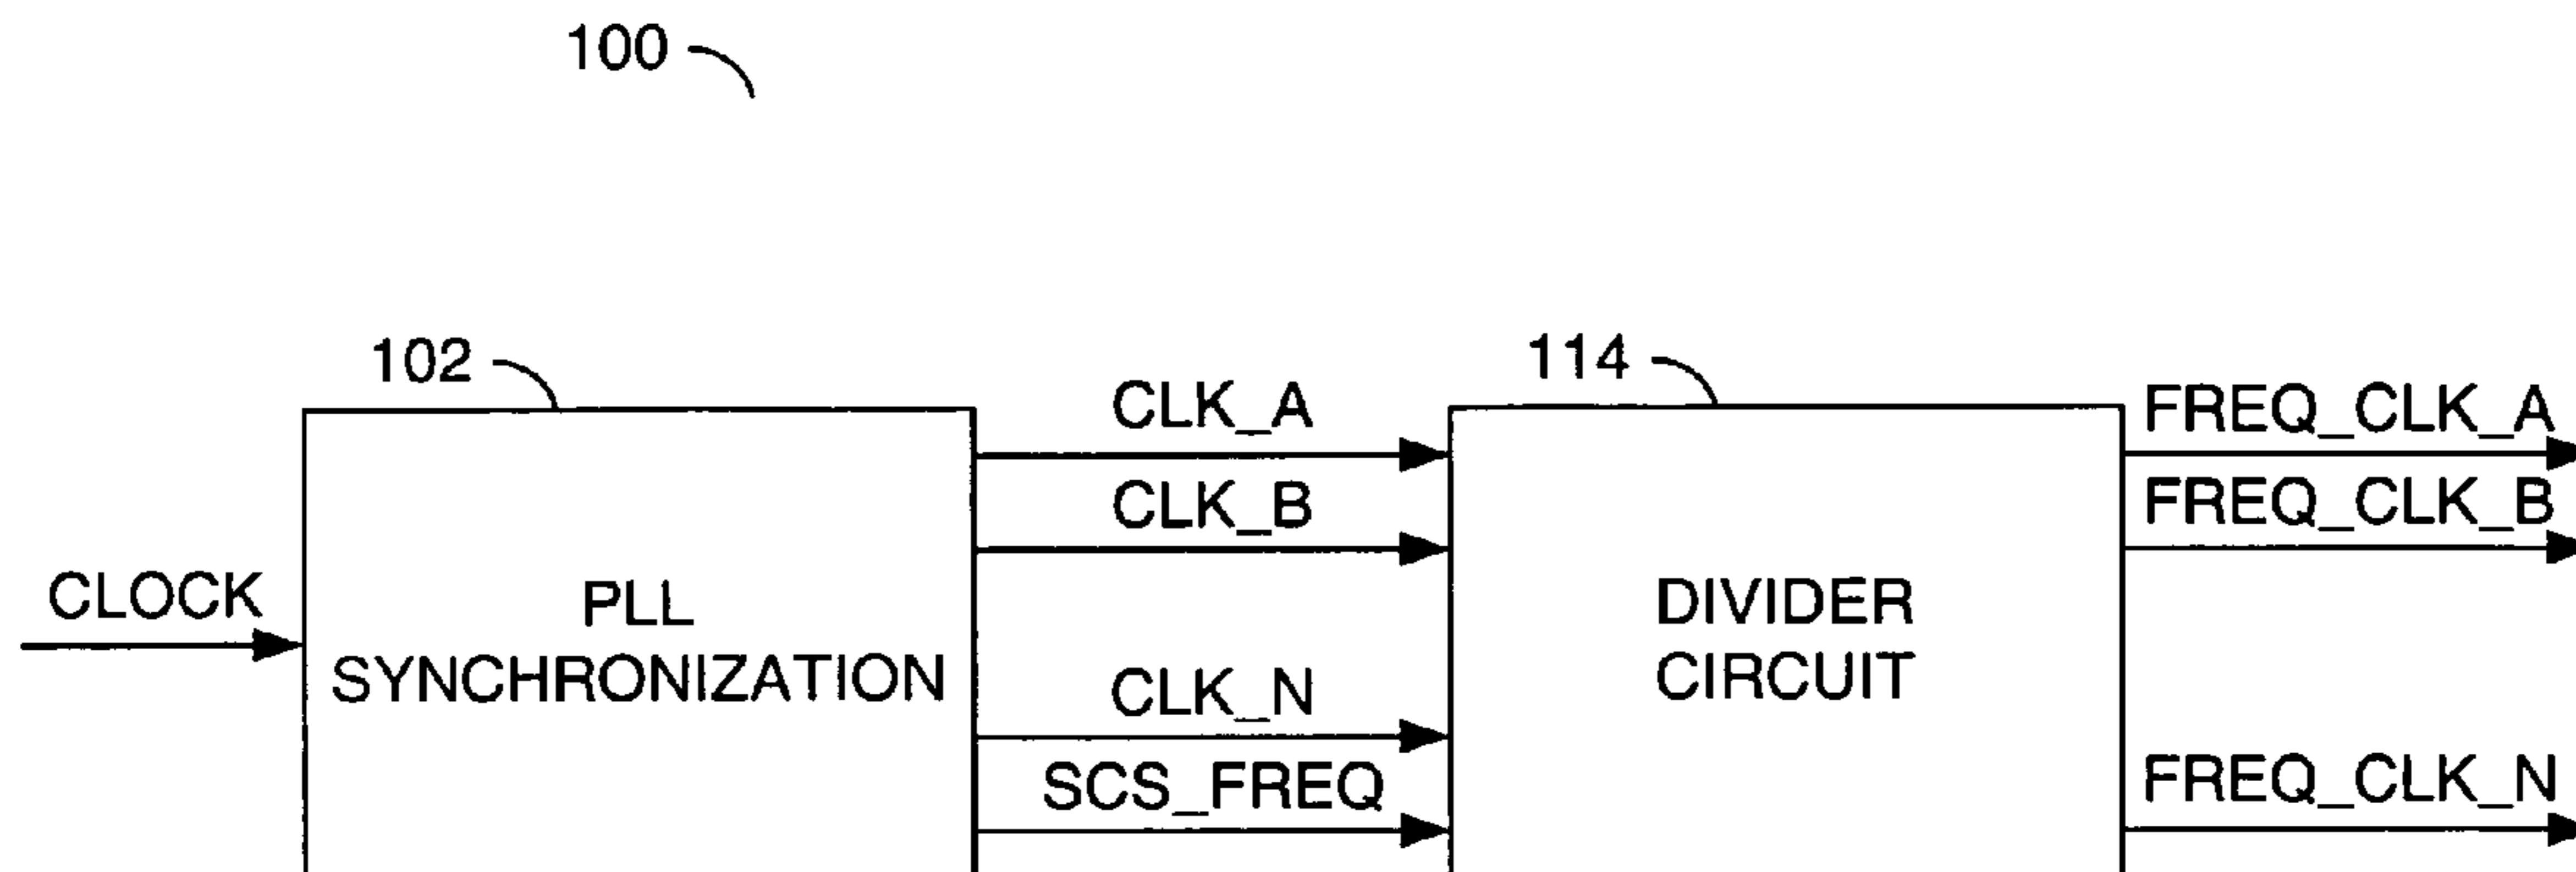 100
102
114
CLK_A
FREQ_CLK_A
CLK_B
FREQ_CLK_B
CLOCK
PLL
SYNCHRONIZATION
DIVIDER
CIRCUIT
CLK_N
SCS_FREQ
FREQ_CLK_N